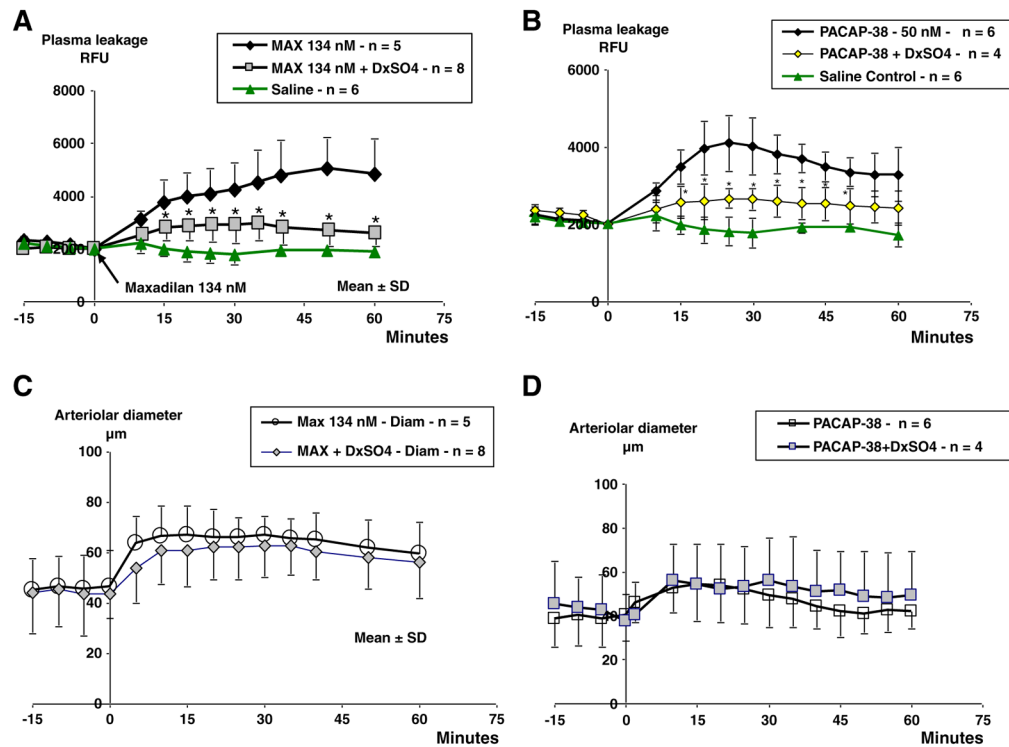 A
Plasma leakage
RFU
MAX 134 nM - n = 5
MAX 134 nM + DxSO4 - n = 8
Saline - n = 6
8000
6000
4000
2000
0
* * * * * * * *
Maxadilan 134 nM
Mean ± SD
-15 0 15 30 45 60 75
Minutes
B
Plasma leakage
RFU
PACAP-38 - 50 nM - n = 6
PACAP-38 + DxSO4 - n = 4
Saline Control - n = 6
6000
4000
2000
0
* * * * * * * *
-15 0 15 30 45 60 75
Minutes
C
Arteriolar diameter
µm
Max 134 nM - Diam - n = 5
MAX + DxSO4 - Diam - n = 8
100
80
60
40
20
0
Mean ± SD
-15 0 15 30 45 60 75
Minutes
D
Arteriolar diameter
µm
PACAP-38 - n = 6
PACAP-38+DxSO4 - n = 4
100
80
60
40
20
0
-15 0 15 30 45 60 75
Minutes